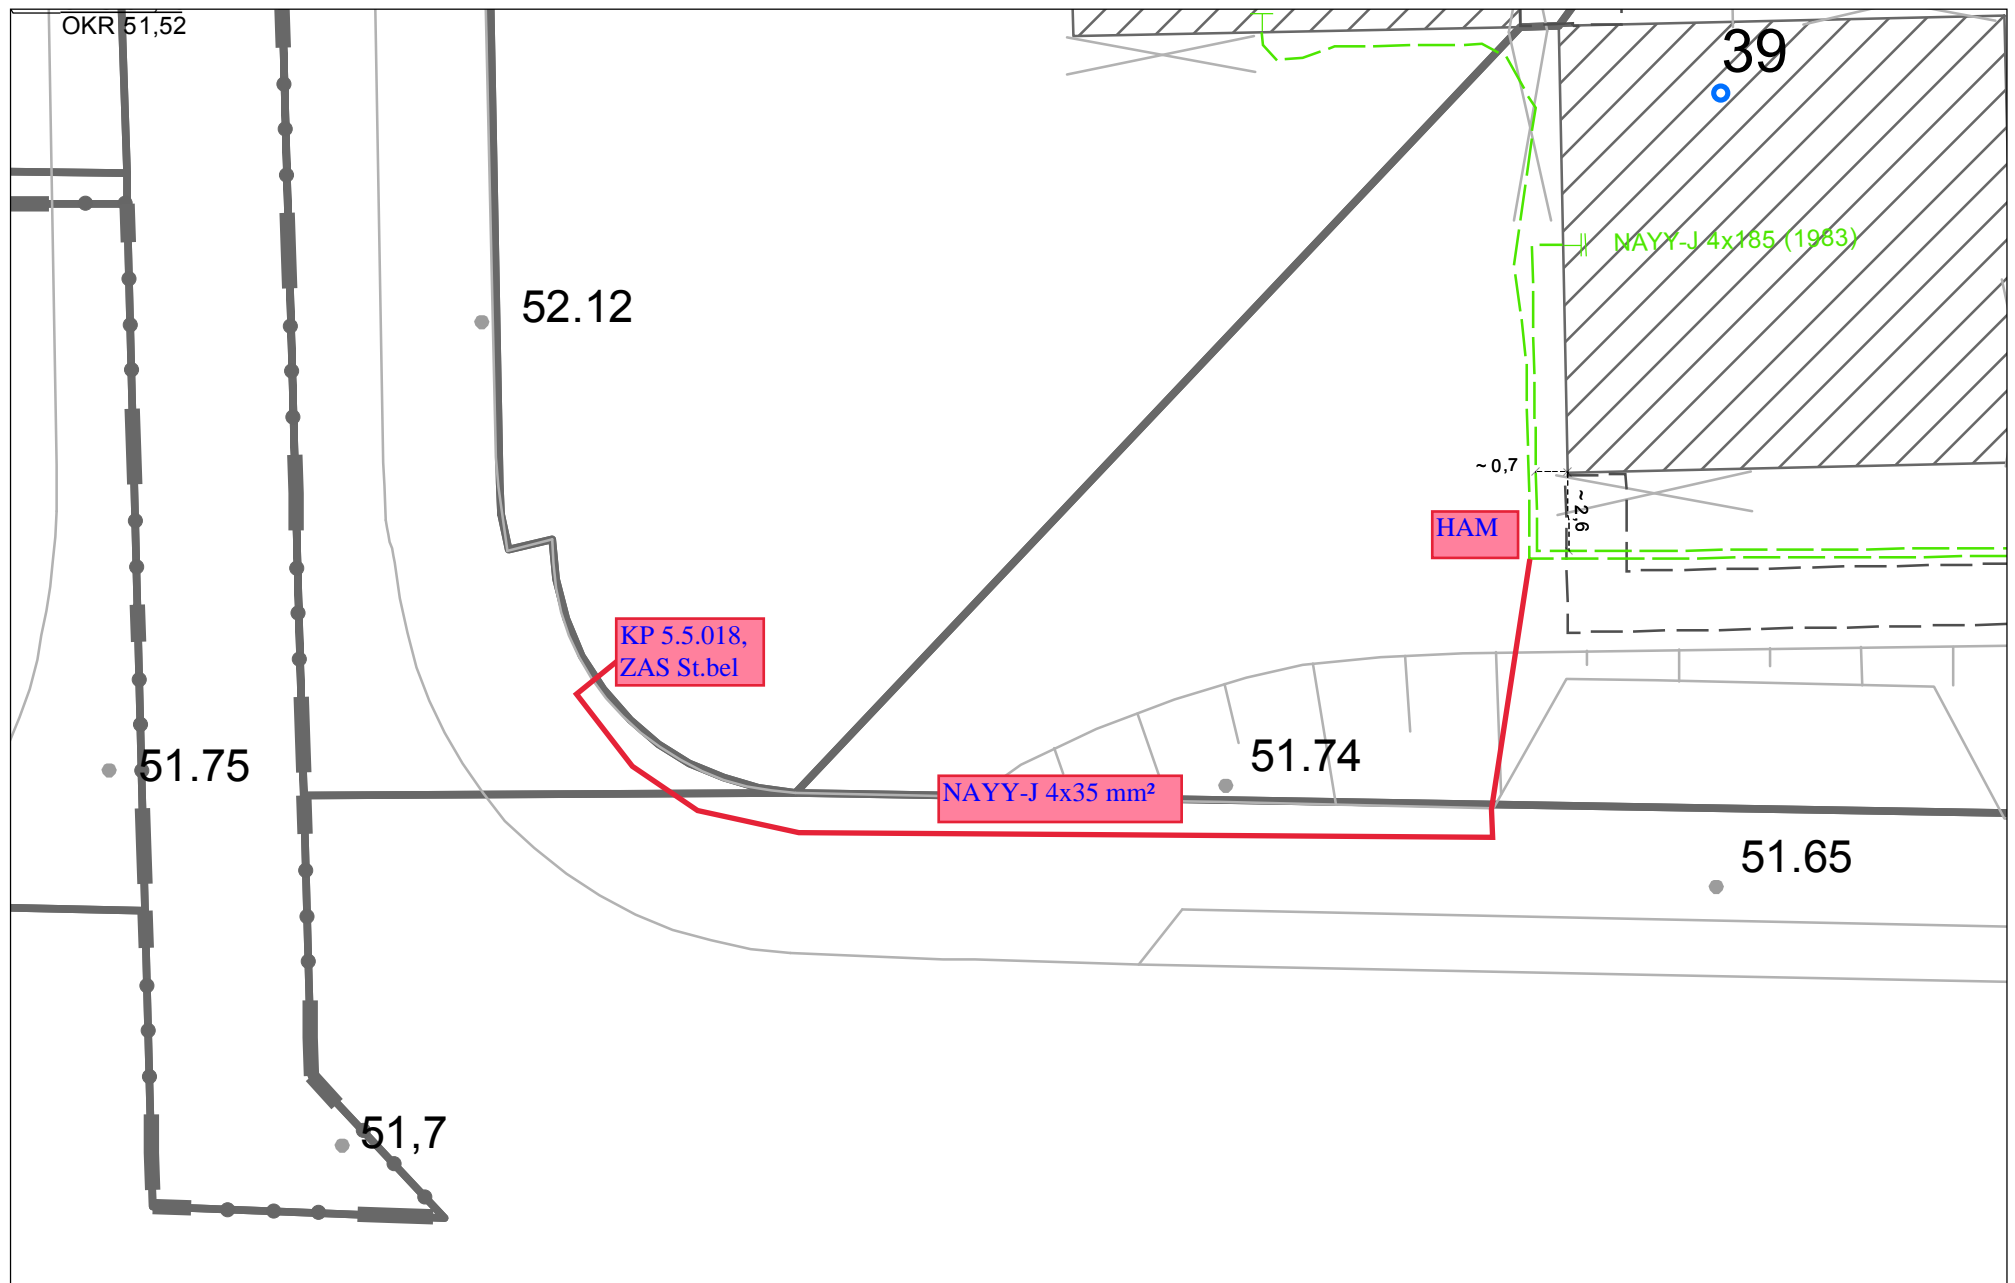 OKR 51,52
39
NAYY-J 4x185 (1983)
52.12
~ 0,7
~ 2,6
HAM
KP 5.5.018,
ZAS St.bel
51.75
51.74
NAYY-J 4x35 mm²
51.65
51,7